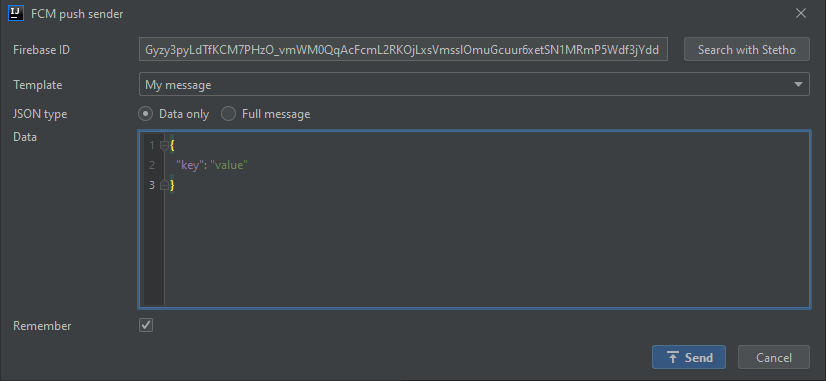 IJ FCM push sender
Firebase ID Gyzy3pyLdTfKCM7PHzO_vmWM0QqAcFcmL2RKOjLxsVmssIOmuGcuur6xetSN1MRmP5Wdf3jYdd Search with Stetho
Template My message
JSON type Data only Full message
Data
1 {
2 "key": "value"
3 }
Remember
Send Cancel